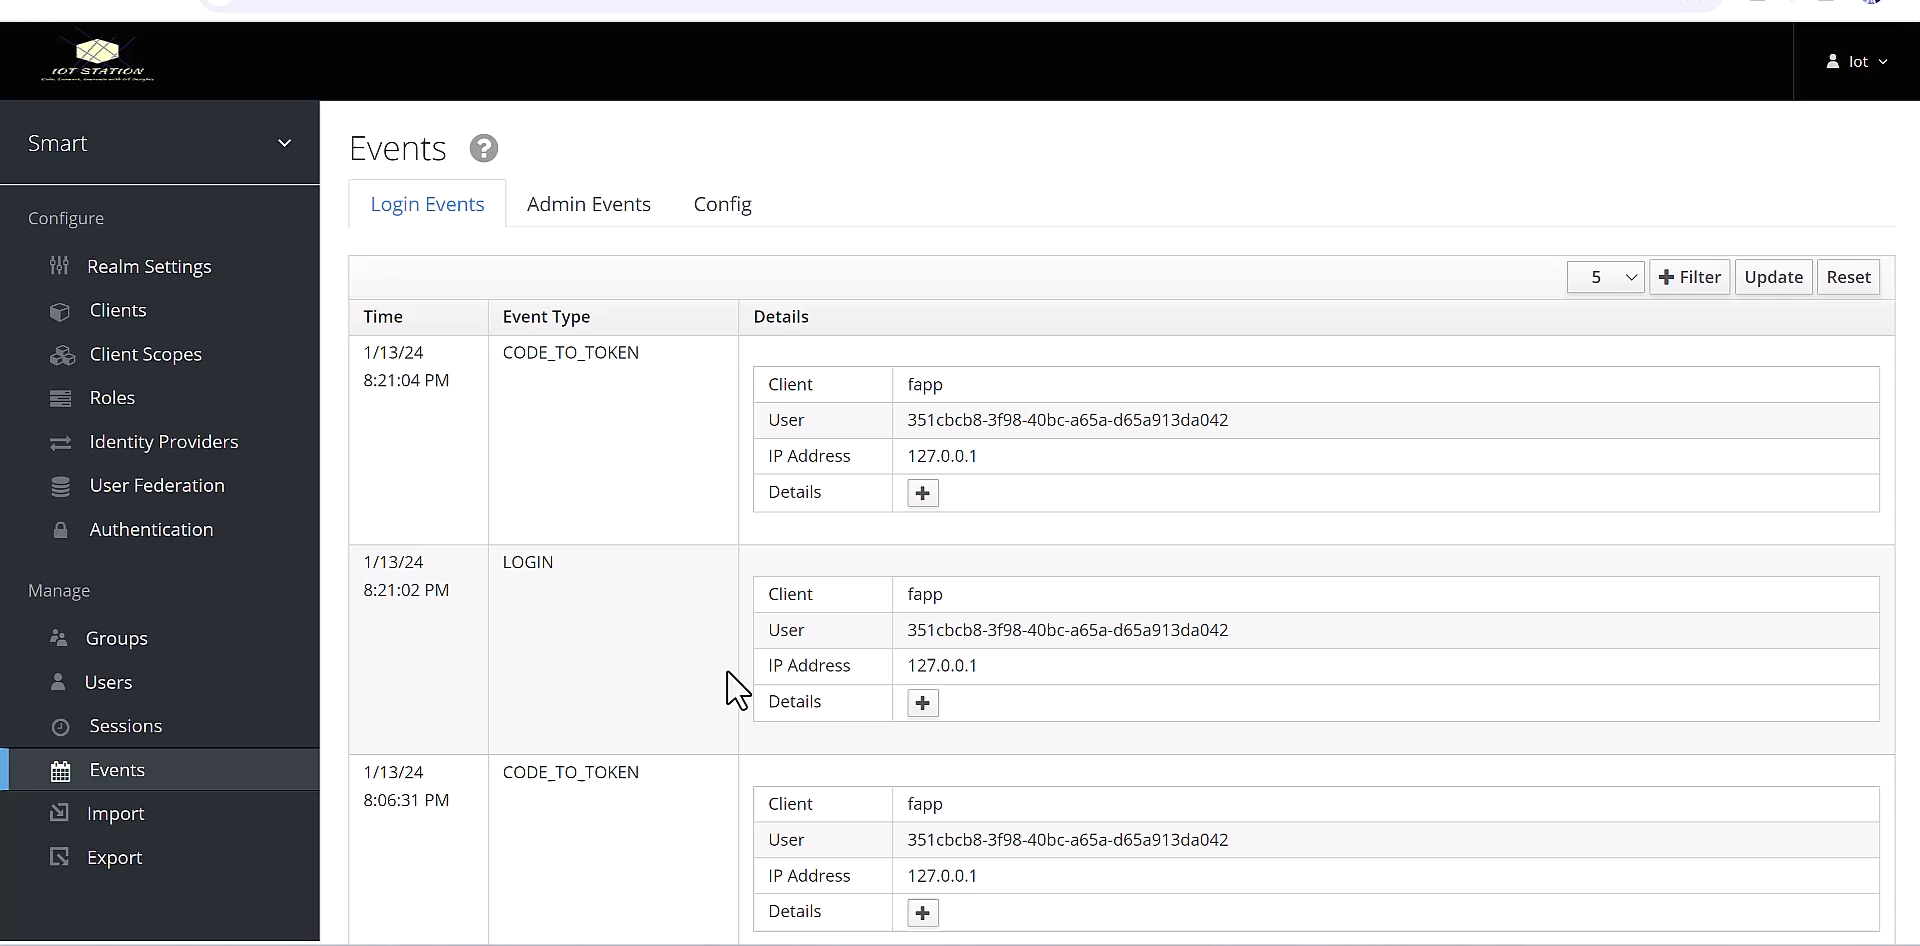 IOT STATION
Iot
Smart
Configure
Realm Settings
Clients
Client Scopes
Roles
Identity Providers
User Federation
Authentication
Manage
Groups
Users
Sessions
Events
Import
Export
Events ?
Login Events Admin Events Config
5 Filter Update Reset
Time Event Type Details
1/13/24 CODE_TO_TOKEN
8:21:04 PM
Client fapp
User 351cbcb8-3f98-40bc-a65a-d65a913da042
IP Address 127.0.0.1
Details
1/13/24 LOGIN
8:21:02 PM
Client fapp
User 351cbcb8-3f98-40bc-a65a-d65a913da042
IP Address 127.0.0.1
Details
1/13/24 CODE_TO_TOKEN
8:06:31 PM
Client fapp
User 351cbcb8-3f98-40bc-a65a-d65a913da042
IP Address 127.0.0.1
Details